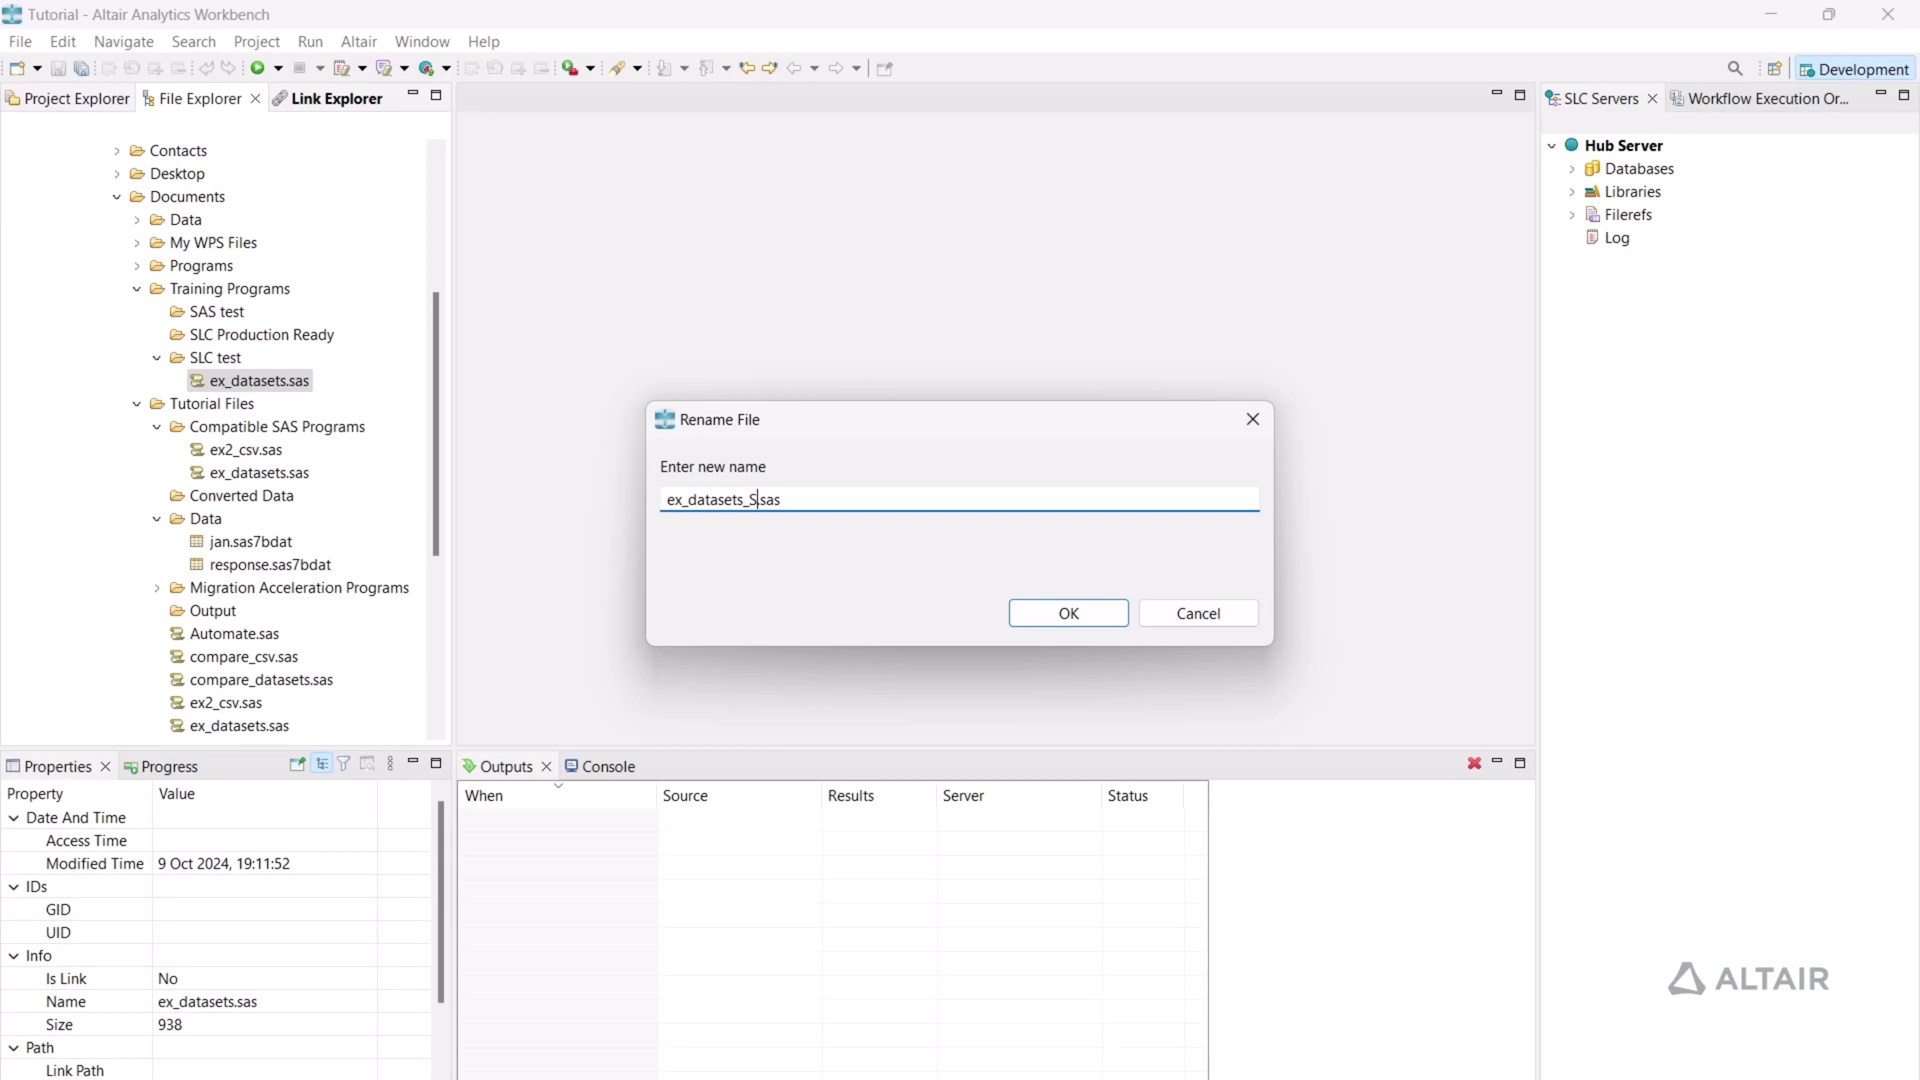 Tutorial - Altair Analytics Workbench
File Edit Navigate Search Project Run Altair Window Help
Development
Project Explorer File Explorer Link Explorer
SLC Servers Workflow Execution Or...
Contacts
Desktop
Documents
Data
My WPS Files
Programs
Training Programs
SAS test
SLC Production Ready
SLC test
ex_datasets.sas
Tutorial Files
Compatible SAS Programs
ex2_csv.sas
ex_datasets.sas
Converted Data
Data
jan.sas7bdat
response.sas7bdat
Migration Acceleration Programs
Output
Automate.sas
compare_csv.sas
compare_datasets.sas
ex2_csv.sas
ex_datasets.sas
Hub Server
Databases
Libraries
Filerefs
Log
Rename File
Enter new name
ex_datasets_S.sas
OK Cancel
Properties Progress
Property Value
Date And Time
Access Time
Modified Time 9 Oct 2024, 19:11:52
IDs
GID
UID
Info
Is Link No
Name ex_datasets.sas
Size 938
Path
Link Path
Outputs Console
When Source Results Server Status
ALTAIR